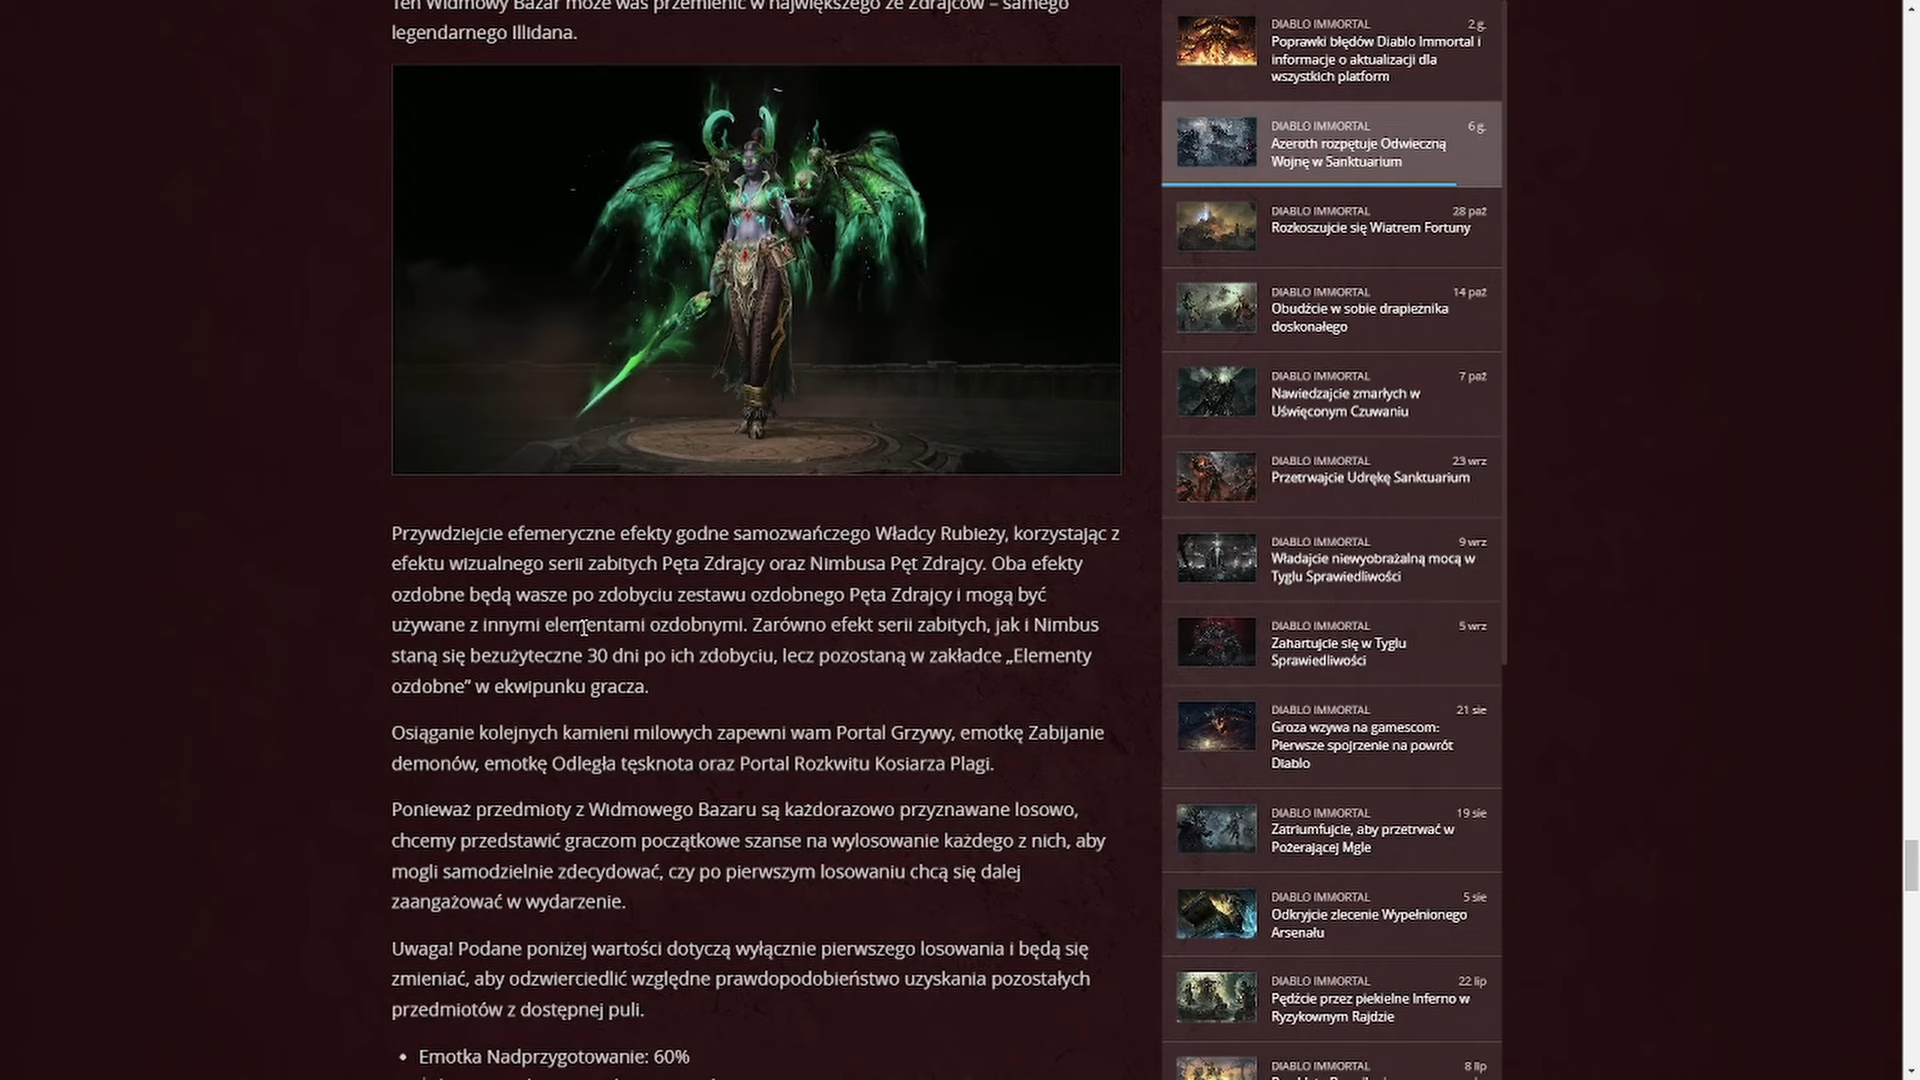 Ten Widmowy Bazar może was przemienić w największego ze Zdrajców – samego
legendarnego Illidana.
Przywdziejcie efemeryczne efekty godne samozwańczego Władcy Rubieży, korzystając z
efektu wizualnego serii zabitych Pęta Zdrajcy oraz Nimbusa Pęt Zdrajcy. Oba efekty
ozdobne będą wasze po zdobyciu zestawu ozdobnego Pęta Zdrajcy i mogą być
używane z innymi elementami ozdobnymi. Zarówno efekt serii zabitych, jak i Nimbus
staną się bezużyteczne 30 dni po ich zdobyciu, lecz pozostaną w zakładce „Elementy
ozdobne” w ekwipunku gracza.
Osiąganie kolejnych kamieni milowych zapewni wam Portal Grzywy, emotkę Zabijanie
demonów, emotkę Odległa tęsknota oraz Portal Rozkwitu Kosiarza Plagi.
Ponieważ przedmioty z Widmowego Bazaru są każdorazowo przyznawane losowo,
chcemy przedstawić graczom początkowe szanse na wylosowanie każdego z nich, aby
mogli samodzielnie zdecydować, czy po pierwszym losowaniu chcą się dalej
zaangażować w wydarzenie.
Uwaga! Podane poniżej wartości dotyczą wyłącznie pierwszego losowania i będą się
zmieniać, aby odzwierciedlić względne prawdopodobieństwo uzyskania pozostałych
przedmiotów z dostępnej puli.
• Emotka Nadprzygotowanie: 60%
DIABLO IMMORTAL 2 g.
Poprawki błędów Diablo Immortal i
informacje o aktualizacji dla
wszystkich platform
DIABLO IMMORTAL 6 g.
Azeroth rozpętuje Odwieczną
Wojnę w Sanktuarium
DIABLO IMMORTAL 28 paź
Rozkoszujcie się Wiatrem Fortuny
DIABLO IMMORTAL 14 paź
Obudźcie w sobie drapieżnika
doskonałego
DIABLO IMMORTAL 7 paź
Nawiedzajcie zmarłych w
Uświęconym Czuwaniu
DIABLO IMMORTAL 23 wrz
Przetrwajcie Udrękę Sanktuarium
DIABLO IMMORTAL 9 wrz
Władajcie niewyobrażalną mocą w
Tyglu Sprawiedliwości
DIABLO IMMORTAL 5 wrz
Zahartujcie się w Tyglu
Sprawiedliwości
DIABLO IMMORTAL 21 sie
Groza wzywa na gamescom:
Pierwsze spojrzenie na powrót
Diablo
DIABLO IMMORTAL 19 sie
Zatriumfujcie, aby przetrwać w
Pożerającej Mgle
DIABLO IMMORTAL 5 sie
Odkryjcie zlecenie Wypełnionego
Arsenału
DIABLO IMMORTAL 22 lip
Pędźcie przez piekielne Inferno w
Ryzykownym Rajdzie
DIABLO IMMORTAL 8 lip